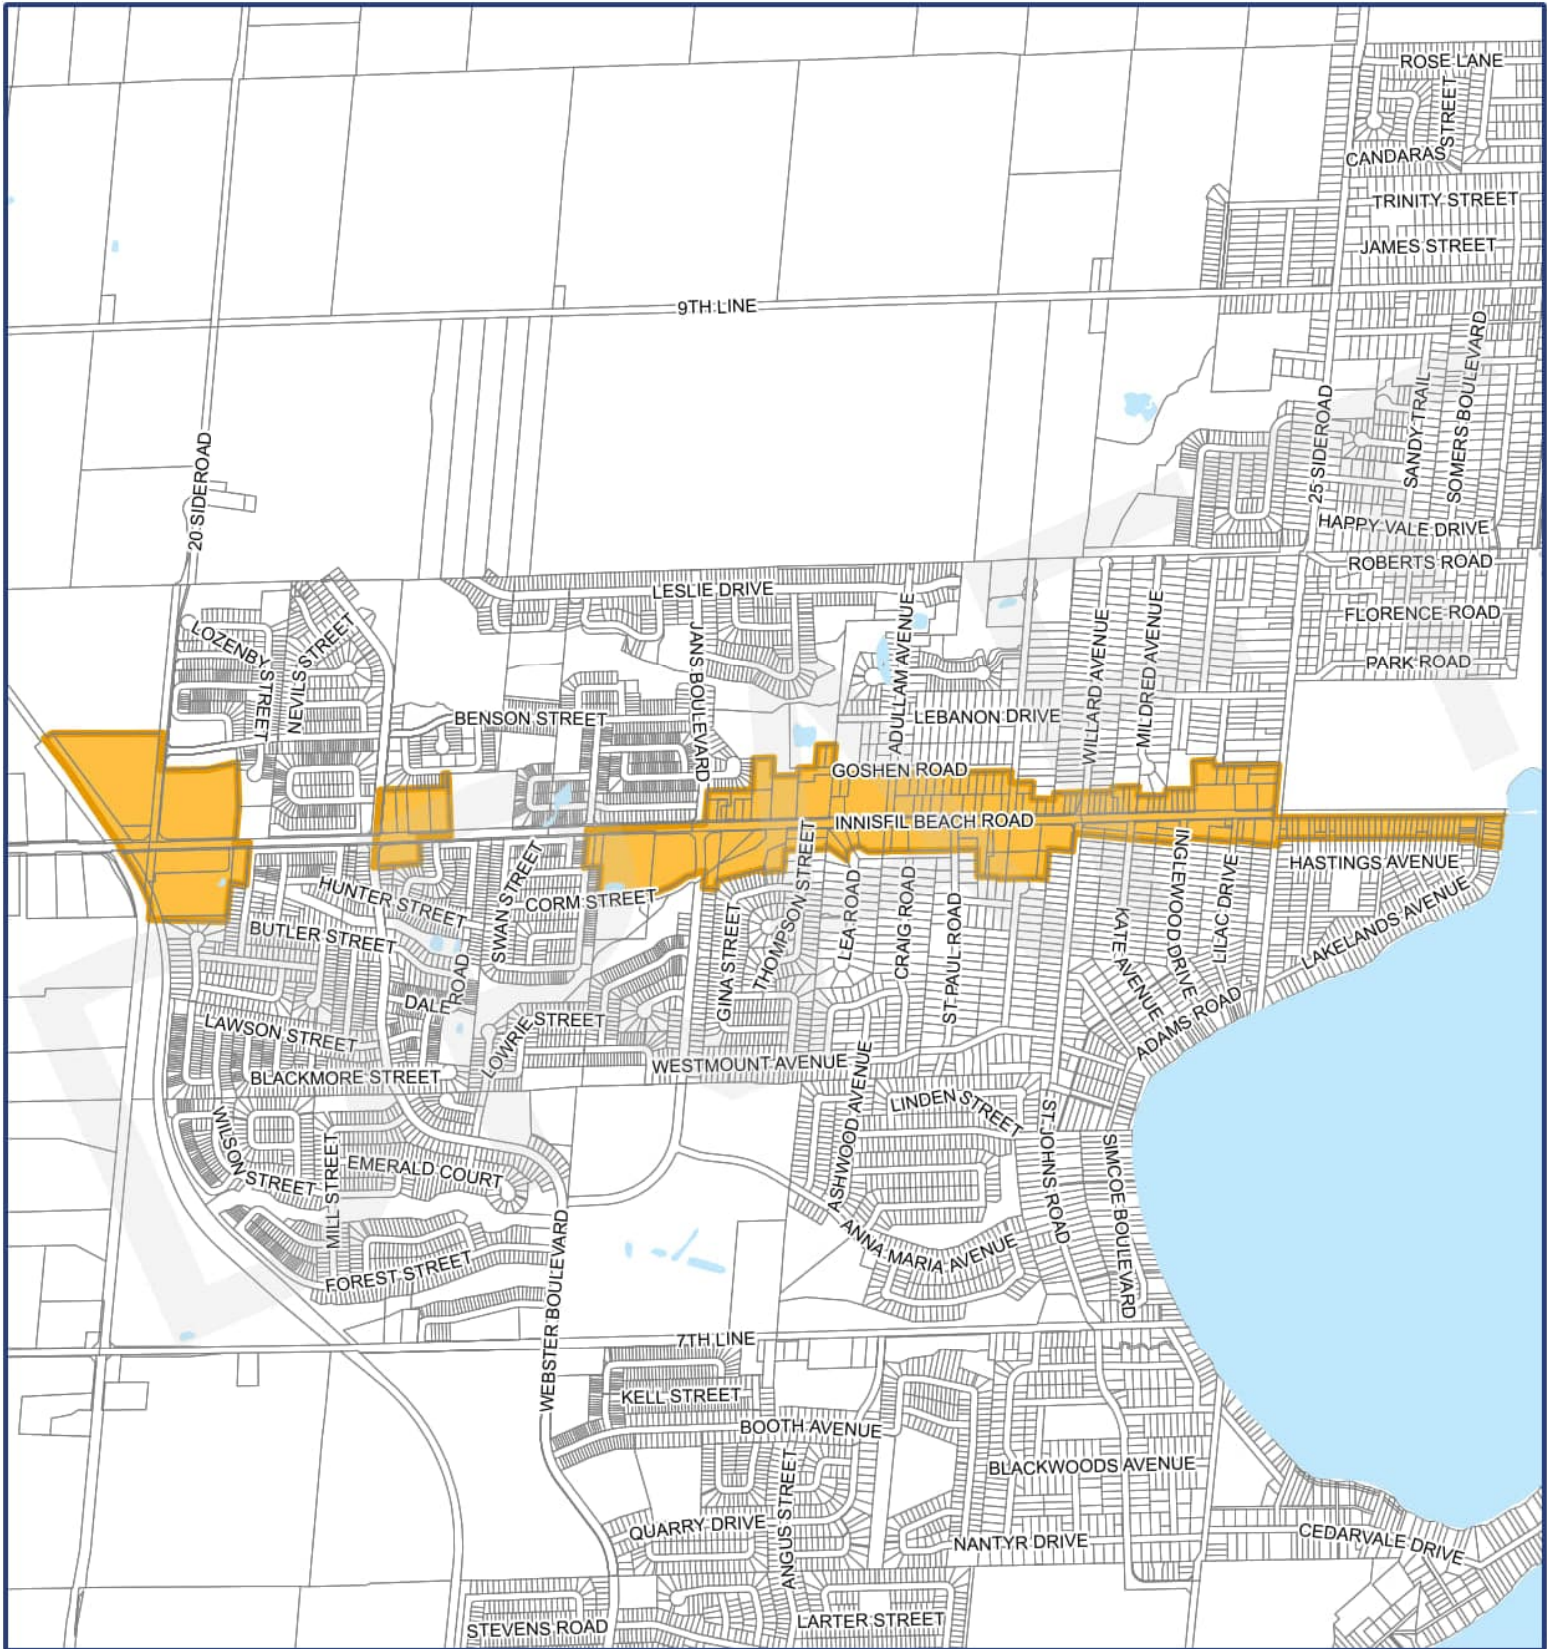 ROSE LANE
STREET
CANDARAS
TRINITY STREET
JAMES STREET
9TH LINE
SOMERS BOULEVARD
SANDY TRAIL
25 SIDEROAD
20 SIDEROAD
HAPPY VALE DRIVE
ROBERTS ROAD
LESLIE DRIVE
FLORENCE ROAD
LOZENBY STREET
NEVILS STREET
JANS BOULEVARD
ADULLAM AVENUE
WILLARD AVENUE
MILDRED AVENUE
PARK ROAD
BENSON STREET
LEBANON DRIVE
GOSHEN ROAD
INNISFIL BEACH ROAD
HASTINGS AVENUE
HUNTER STREET
SWAN STREET
CORM STREET
THOMPSON STREET
LEA ROAD
CRAIG ROAD
ST PAUL ROAD
KATE AVENUE
INGLEWOOD DRIVE
LILAC DRIVE
LAKELANDS AVENUE
BUTLER STREET
GINA STREET
DALE
ROAD
ADAMS ROAD
LAWSON STREET
LOWRIE STREET
WESTMOUNT AVENUE
BLACKMORE STREET
ASHWOOD AVENUE
LINDEN STREET
WILSON STREET
MILL STREET
EMERALD COURT
ST. JOHNS ROAD
SIMCOE BOULEVARD
ANNA MARIA AVENUE
FOREST STREET
WEBSTER BOULEVARD
7TH LINE
KELL STREET
BOOTH AVENUE
BLACKWOODS AVENUE
ANGUS STREET
QUARRY DRIVE
NANTYR DRIVE
CEDARVALE DRIVE
STEVENS ROAD
LARTER STREET